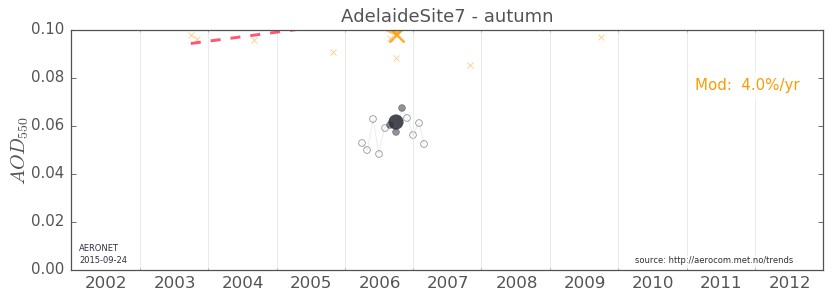 AdelaideSite7 - autumn
0.10
0.08
0.06
0.04
0.02
0.00
AOD550
Mod: 4.0%/yr
AERONET
2015-09-24
source: http://aerocom.met.no/trends
2002 2003 2004 2005 2006 2007 2008 2009 2010 2011 2012